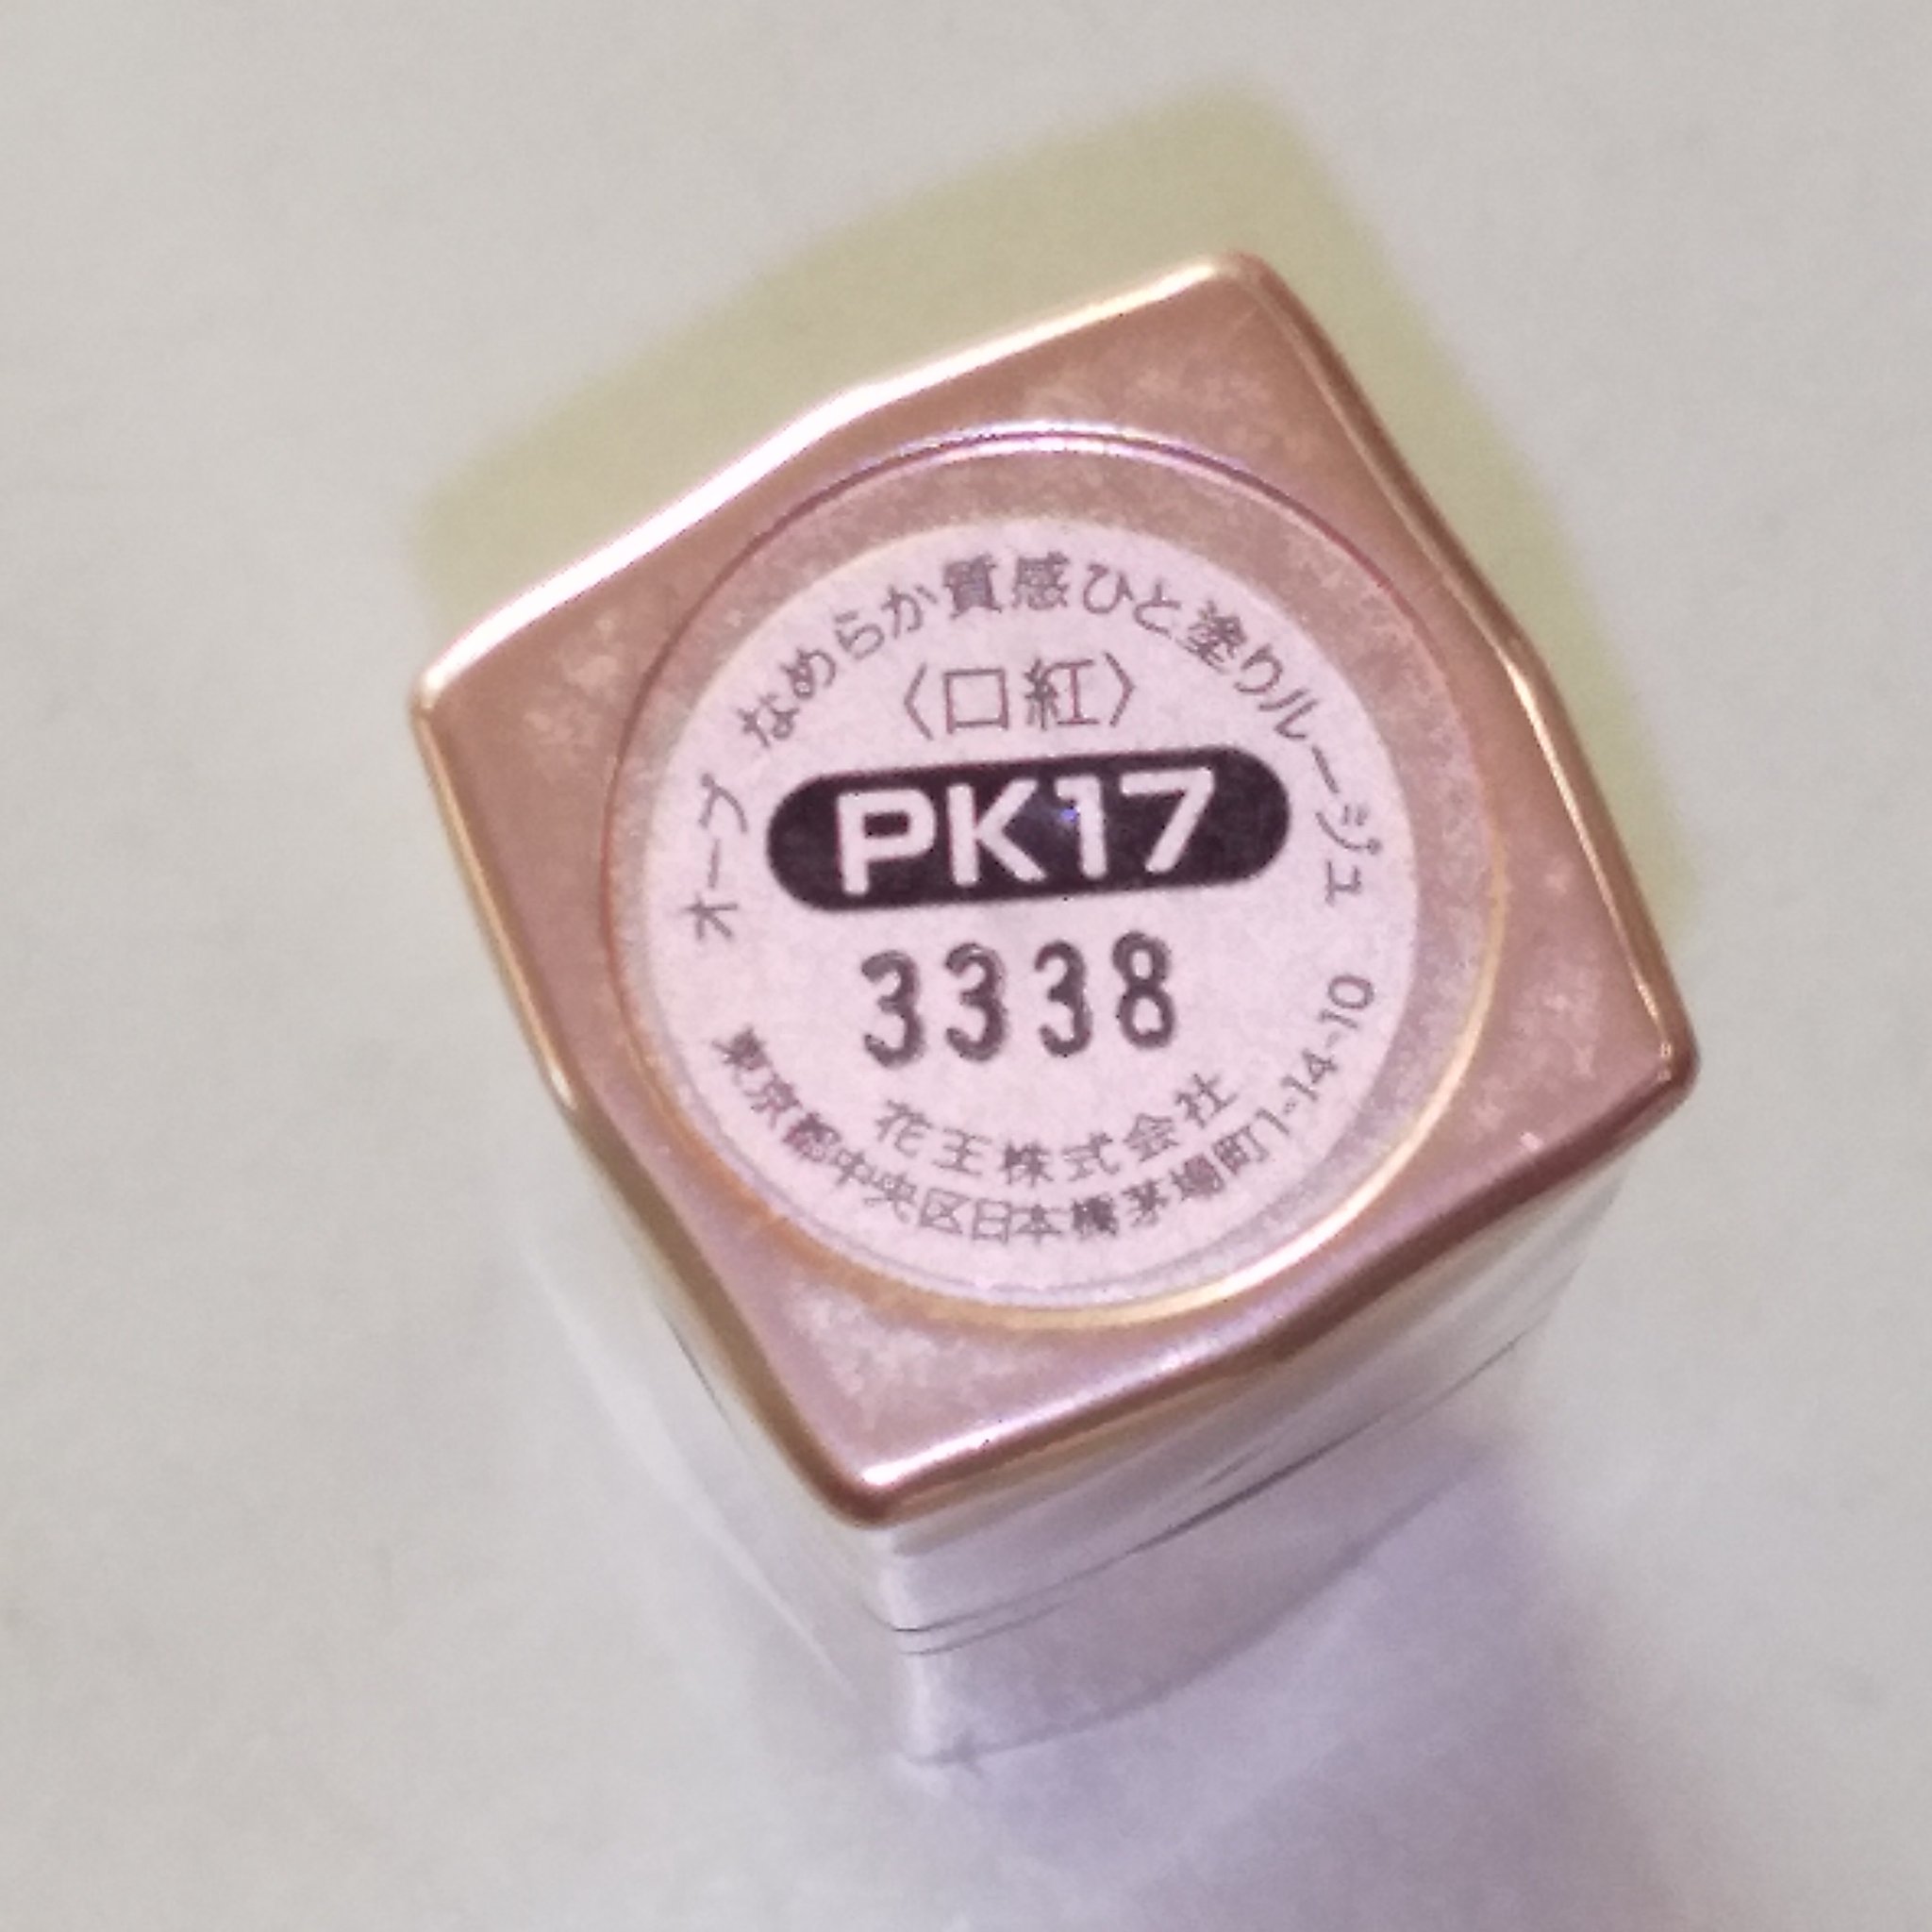 オーブ なめらか質感ひと塗りルージュ
〈口紅〉
PK17
3338
花王株式会社
東京都中央区日本橋茅場町1-14-10